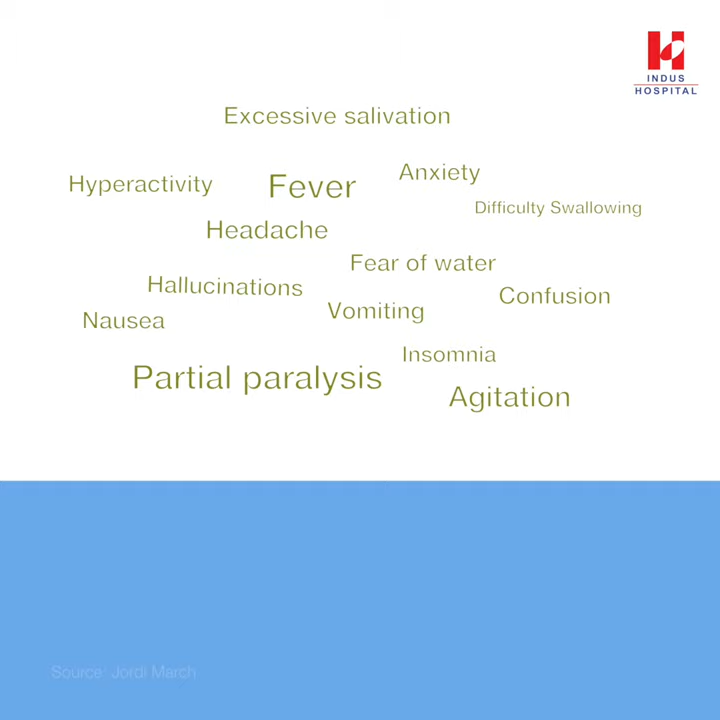 INDUS
HOSPITAL
Excessive salivation
Anxiety
Hyperactivity
Fever
Difficulty Swallowing
Headache
Fear of water
Hallucinations
Confusion
Vomiting
Nausea
Insomnia
Partial paralysis
Agitation
Source: Jordi March